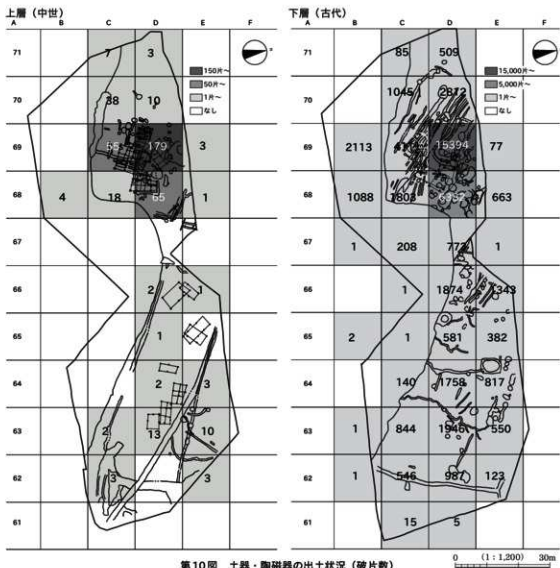 上層（中世）
A B C D E F
150片～
50片～
1片～
なし
71 7 3
70 38 10
69 55 179 3
68 4 18 65 1
67
66 2 1
65 1
64 2 3
63 2 13 10
62 3 3
61
下層（古代）
A B C D E F
15,000片～
5,000片～
1片～
なし
71 85 509
70 1045 2812
69 2113 15394 77
68 1088 1803 663
67 1 208 773 1
66 1 1874 1343
65 2 1 581 382
64 140 1758 817
63 1 844 1946 550
62 1 546 987 123
61 15 5
第10図 土器・陶磁器の出土状況（破片数）
0 (1:1,200) 30m